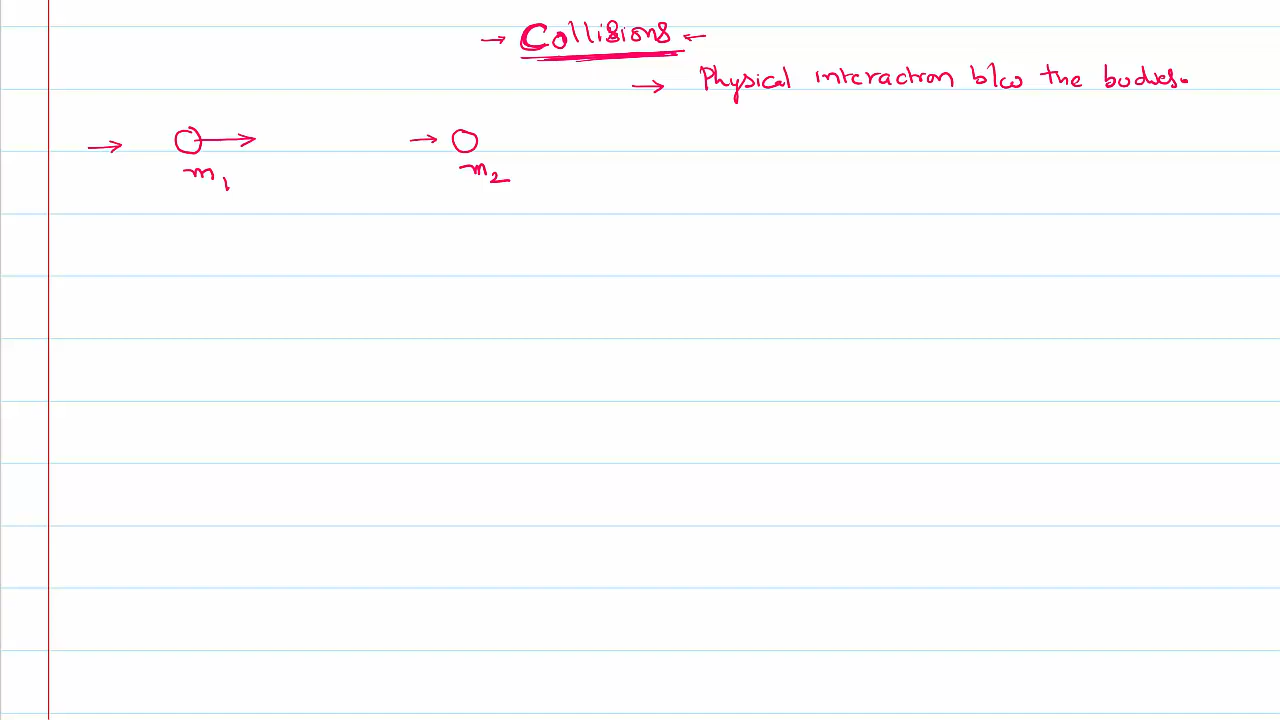 → Collisions ←
→ Physical interaction b/w the bodies.
→ m₁ → m₂